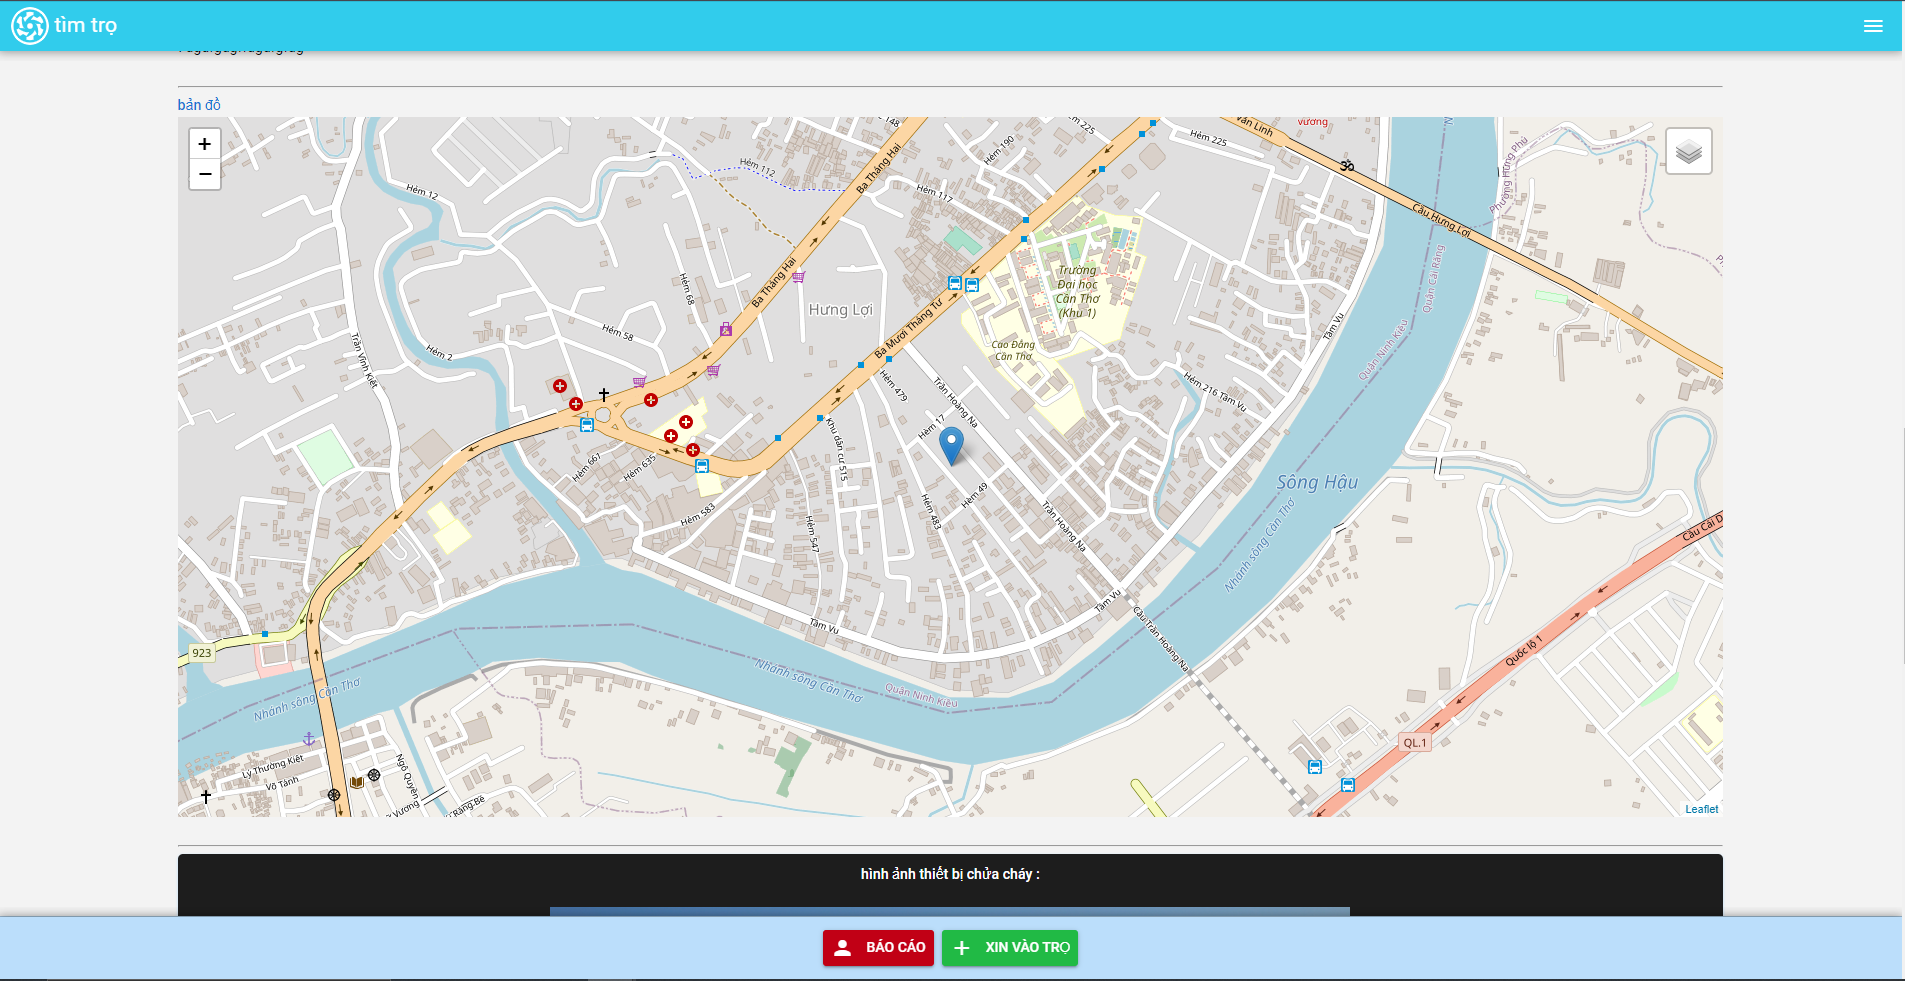 tìm trọ
bản đồ
+
−
148
Hẻm 225
225
Văn Linh
vương
Hẻm 190
Hẻm 112
Hẻm 12
Ba Tháng Hai
Hẻm 117
Phường Hưng Phú
Cầu Hưng Lợi
Quận Cái Răng
Trường
Đại học
Cần Thơ
(Khu 1)
Ba Tháng Hai
Hẻm 68
Hưng Lợi
Hẻm 58
Ba Mươi Tháng Tư
Tầm Vu
Quận Ninh Kiều
Trần Vĩnh Kiết
Hẻm 2
Cao Đẳng
Cần Thơ
Hẻm 479
Trần Hoàng Na
Hẻm 216 Tầm Vu
Hẻm 17
Khu dân cư 515
Hẻm 661
Hẻm 635
Sông Hậu
Hẻm 49
Hẻm 483
Hẻm 583
Hẻm 547
Trần Hoàng Na
Nhánh sông Cần Thơ
Cầu Cái D
Tầm Vu
Tầm Vu
Cầu Trần Hoàng Na
923
Quốc lộ 1
Nhánh sông Cần Thơ
Nhánh sông Cần Thơ
Quận Ninh Kiều
QL.1
Lý Thường Kiệt
Võ Tánh
Ngô Quyền
Vương
Răng-Bé
Leaflet
hình ảnh thiết bị chửa cháy :
BÁO CÁO
XIN VÀO TRỌ